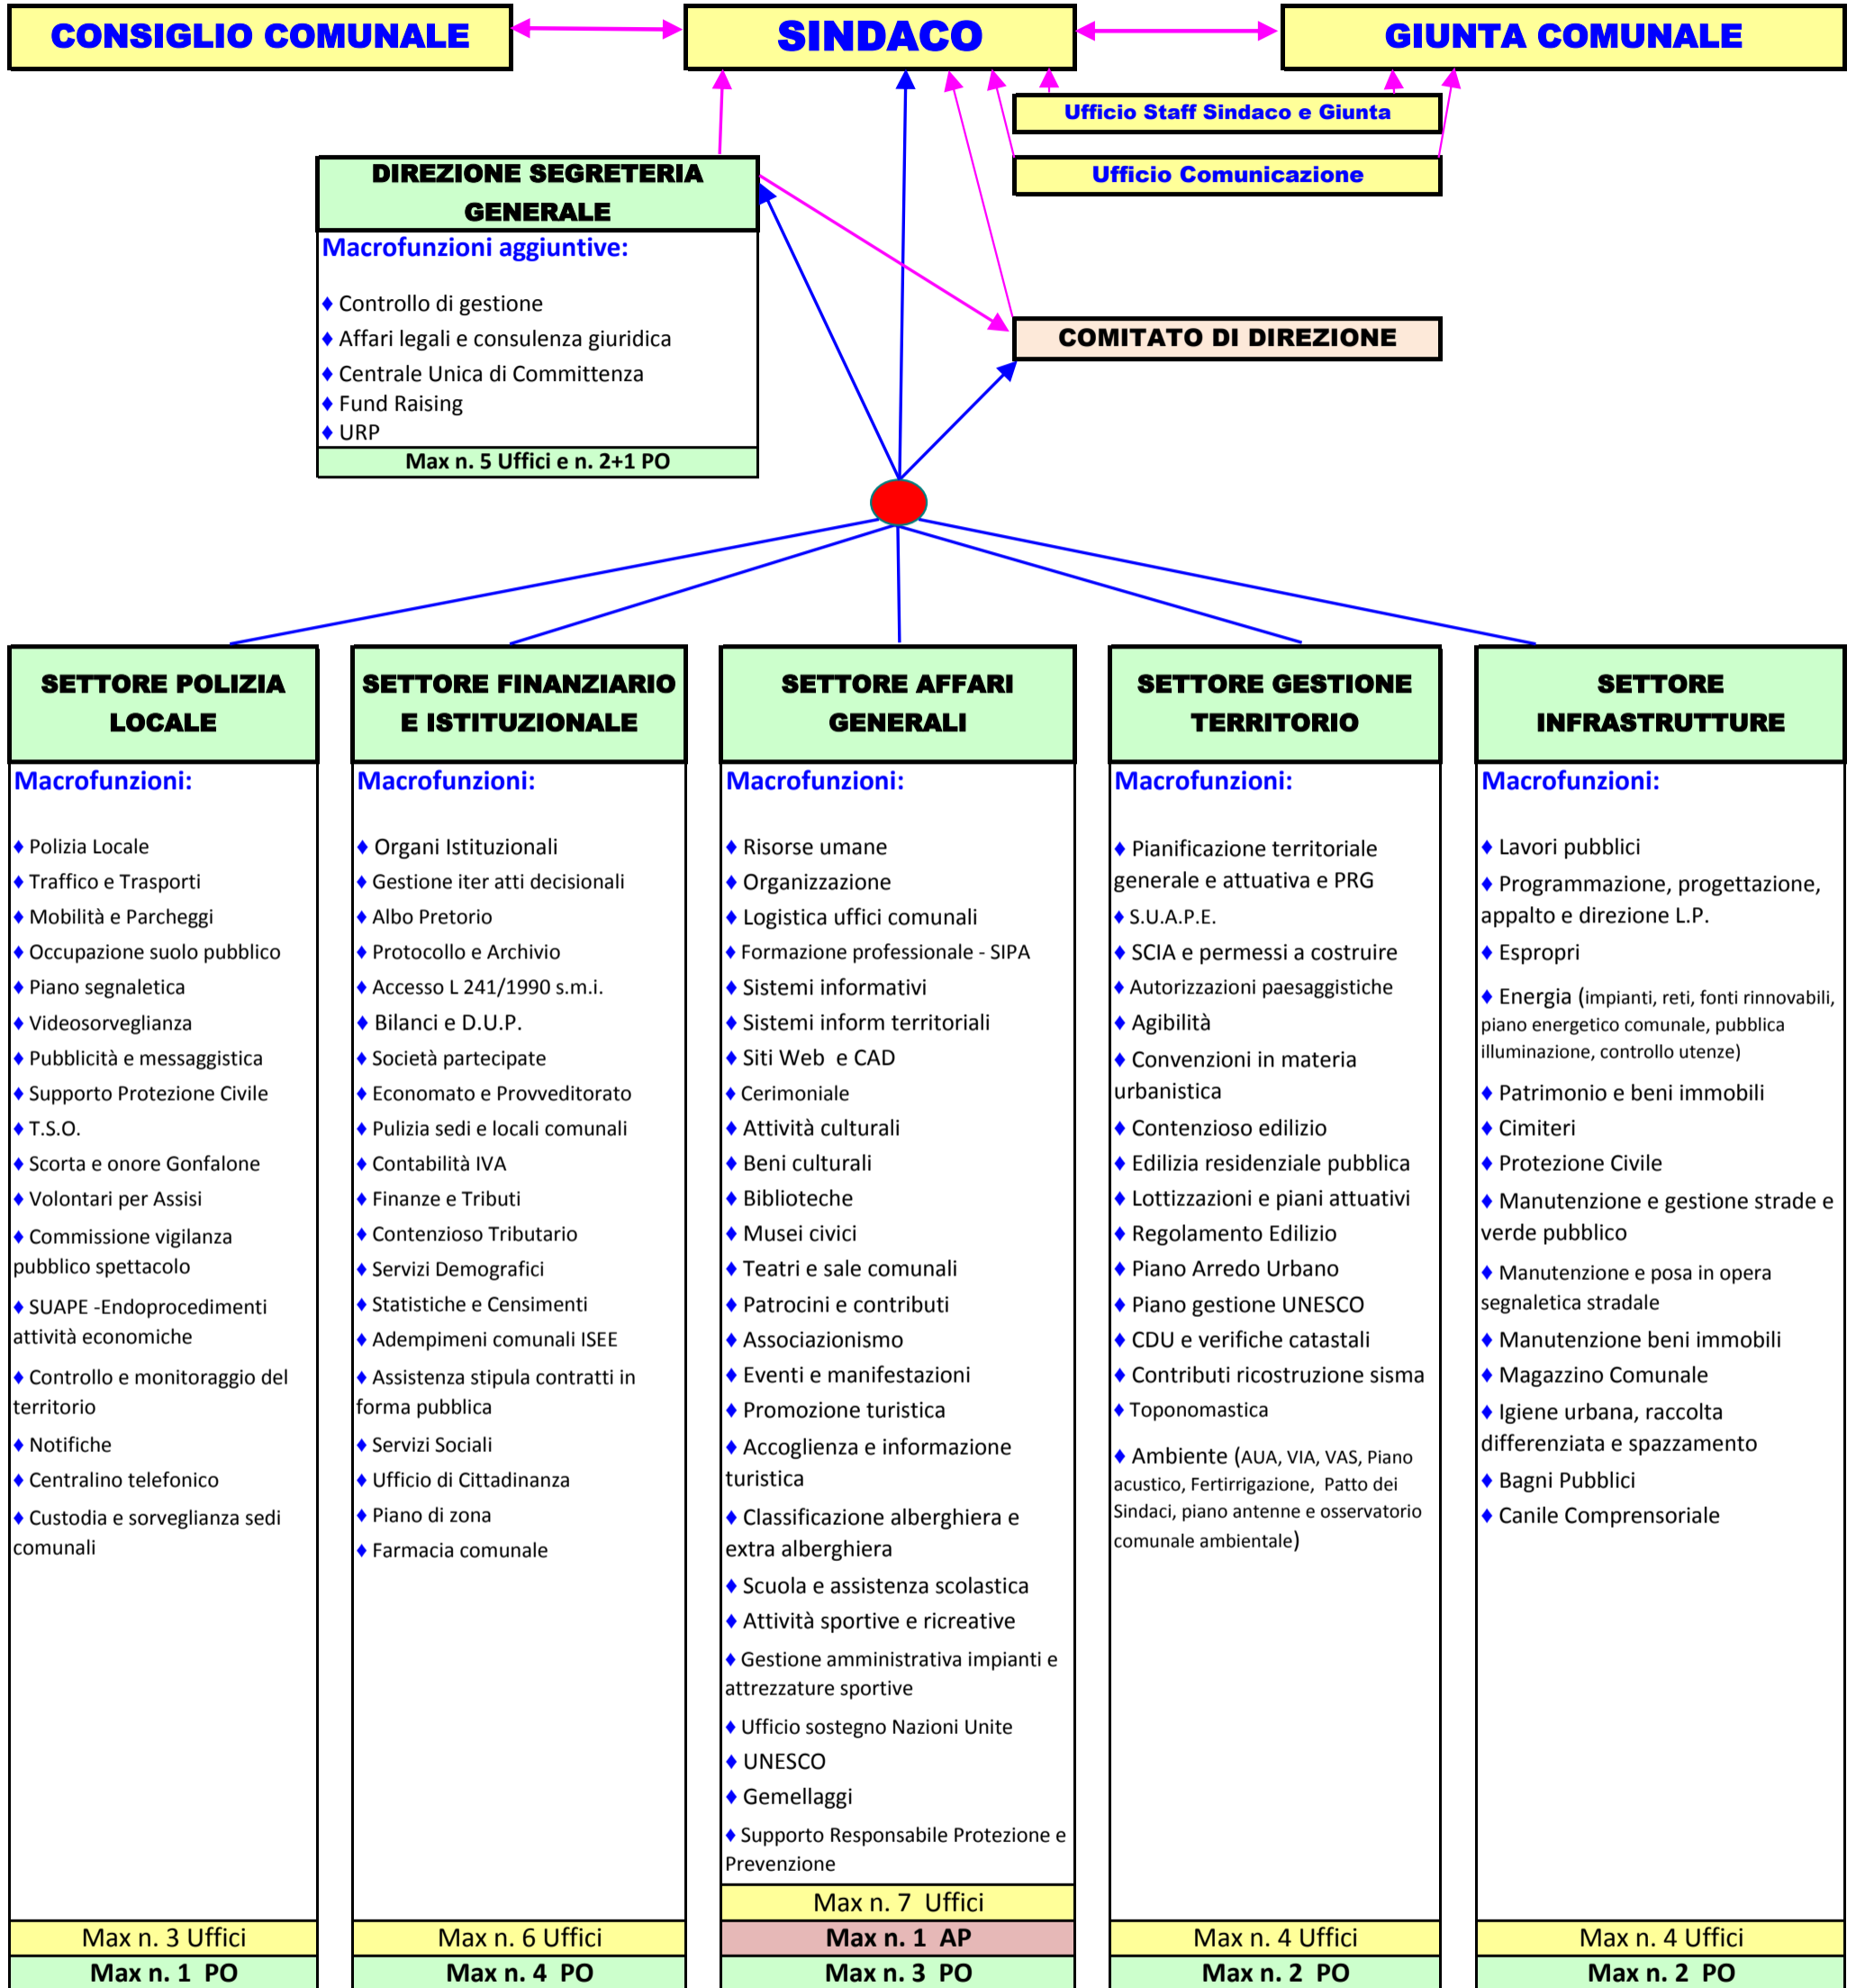 CONSIGLIO COMUNALE
SINDACO
GIUNTA COMUNALE
Ufficio Staff Sindaco e Giunta
Ufficio Comunicazione
DIREZIONE SEGRETERIA
GENERALE
Macrofunzioni aggiuntive:
♦ Controllo di gestione
♦ Affari legali e consulenza giuridica
♦ Centrale Unica di Committenza
♦ Fund Raising
♦ URP
Max n. 5 Uffici e n. 2+1 PO
COMITATO DI DIREZIONE
SETTORE POLIZIA
LOCALE
Macrofunzioni:
♦ Polizia Locale
♦ Traffico e Trasporti
♦ Mobilità e Parcheggi
♦ Occupazione suolo pubblico
♦ Piano segnaletica
♦ Videosorveglianza
♦ Pubblicità e messaggistica
♦ Supporto Protezione Civile
♦ T.S.O.
♦ Scorta e onore Gonfalone
♦ Volontari per Assisi
♦ Commissione vigilanza
pubblico spettacolo
♦ SUAPE -Endoprocedimenti
attività economiche
♦ Controllo e monitoraggio del
territorio
♦ Notifiche
♦ Centralino telefonico
♦ Custodia e sorveglianza sedi
comunali
Max n. 3 Uffici
Max n. 1 PO
SETTORE FINANZIARIO
E ISTITUZIONALE
Macrofunzioni:
♦ Organi Istituzionali
♦ Gestione iter atti decisionali
♦ Albo Pretorio
♦ Protocollo e Archivio
♦ Accesso L 241/1990 s.m.i.
♦ Bilanci e D.U.P.
♦ Società partecipate
♦ Economato e Provveditorato
♦ Pulizia sedi e locali comunali
♦ Contabilità IVA
♦ Finanze e Tributi
♦ Contenzioso Tributario
♦ Servizi Demografici
♦ Statistiche e Censimenti
♦ Adempimeni comunali ISEE
♦ Assistenza stipula contratti in
forma pubblica
♦ Servizi Sociali
♦ Ufficio di Cittadinanza
♦ Piano di zona
♦ Farmacia comunale
Max n. 6 Uffici
Max n. 4 PO
SETTORE AFFARI
GENERALI
Macrofunzioni:
♦ Risorse umane
♦ Organizzazione
♦ Logistica uffici comunali
♦ Formazione professionale - SIPA
♦ Sistemi informativi
♦ Sistemi inform territoriali
♦ Siti Web e CAD
♦ Cerimoniale
♦ Attività culturali
♦ Beni culturali
♦ Biblioteche
♦ Musei civici
♦ Teatri e sale comunali
♦ Patrocini e contributi
♦ Associazionismo
♦ Eventi e manifestazioni
♦ Promozione turistica
♦ Accoglienza e informazione
turistica
♦ Classificazione alberghiera e
extra alberghiera
♦ Scuola e assistenza scolastica
♦ Attività sportive e ricreative
♦ Gestione amministrativa impianti e
attrezzature sportive
♦ Ufficio sostegno Nazioni Unite
♦ UNESCO
♦ Gemellaggi
♦ Supporto Responsabile Protezione e
Prevenzione
Max n. 7 Uffici
Max n. 1 AP
Max n. 3 PO
SETTORE GESTIONE
TERRITORIO
Macrofunzioni:
♦ Pianificazione territoriale
generale e attuativa e PRG
♦ S.U.A.P.E.
♦ SCIA e permessi a costruire
♦ Autorizzazioni paesaggistiche
♦ Agibilità
♦ Convenzioni in materia
urbanistica
♦ Contenzioso edilizio
♦ Edilizia residenziale pubblica
♦ Lottizzazioni e piani attuativi
♦ Regolamento Edilizio
♦ Piano Arredo Urbano
♦ Piano gestione UNESCO
♦ CDU e verifiche catastali
♦ Contributi ricostruzione sisma
♦ Toponomastica
♦ Ambiente (AUA, VIA, VAS, Piano
acustico, Fertirrigazione, Patto dei
Sindaci, piano antenne e osservatorio
comunale ambientale)
Max n. 4 Uffici
Max n. 2 PO
SETTORE
INFRASTRUTTURE
Macrofunzioni:
♦ Lavori pubblici
♦ Programmazione, progettazione,
appalto e direzione L.P.
♦ Espropri
♦ Energia (impianti, reti, fonti rinnovabili,
piano energetico comunale, pubblica
illuminazione, controllo utenze)
♦ Patrimonio e beni immobili
♦ Cimiteri
♦ Protezione Civile
♦ Manutenzione e gestione strade e
verde pubblico
♦ Manutenzione e posa in opera
segnaletica stradale
♦ Manutenzione beni immobili
♦ Magazzino Comunale
♦ Igiene urbana, raccolta
differenziata e spazzamento
♦ Bagni Pubblici
♦ Canile Comprensoriale
Max n. 4 Uffici
Max n. 2 PO